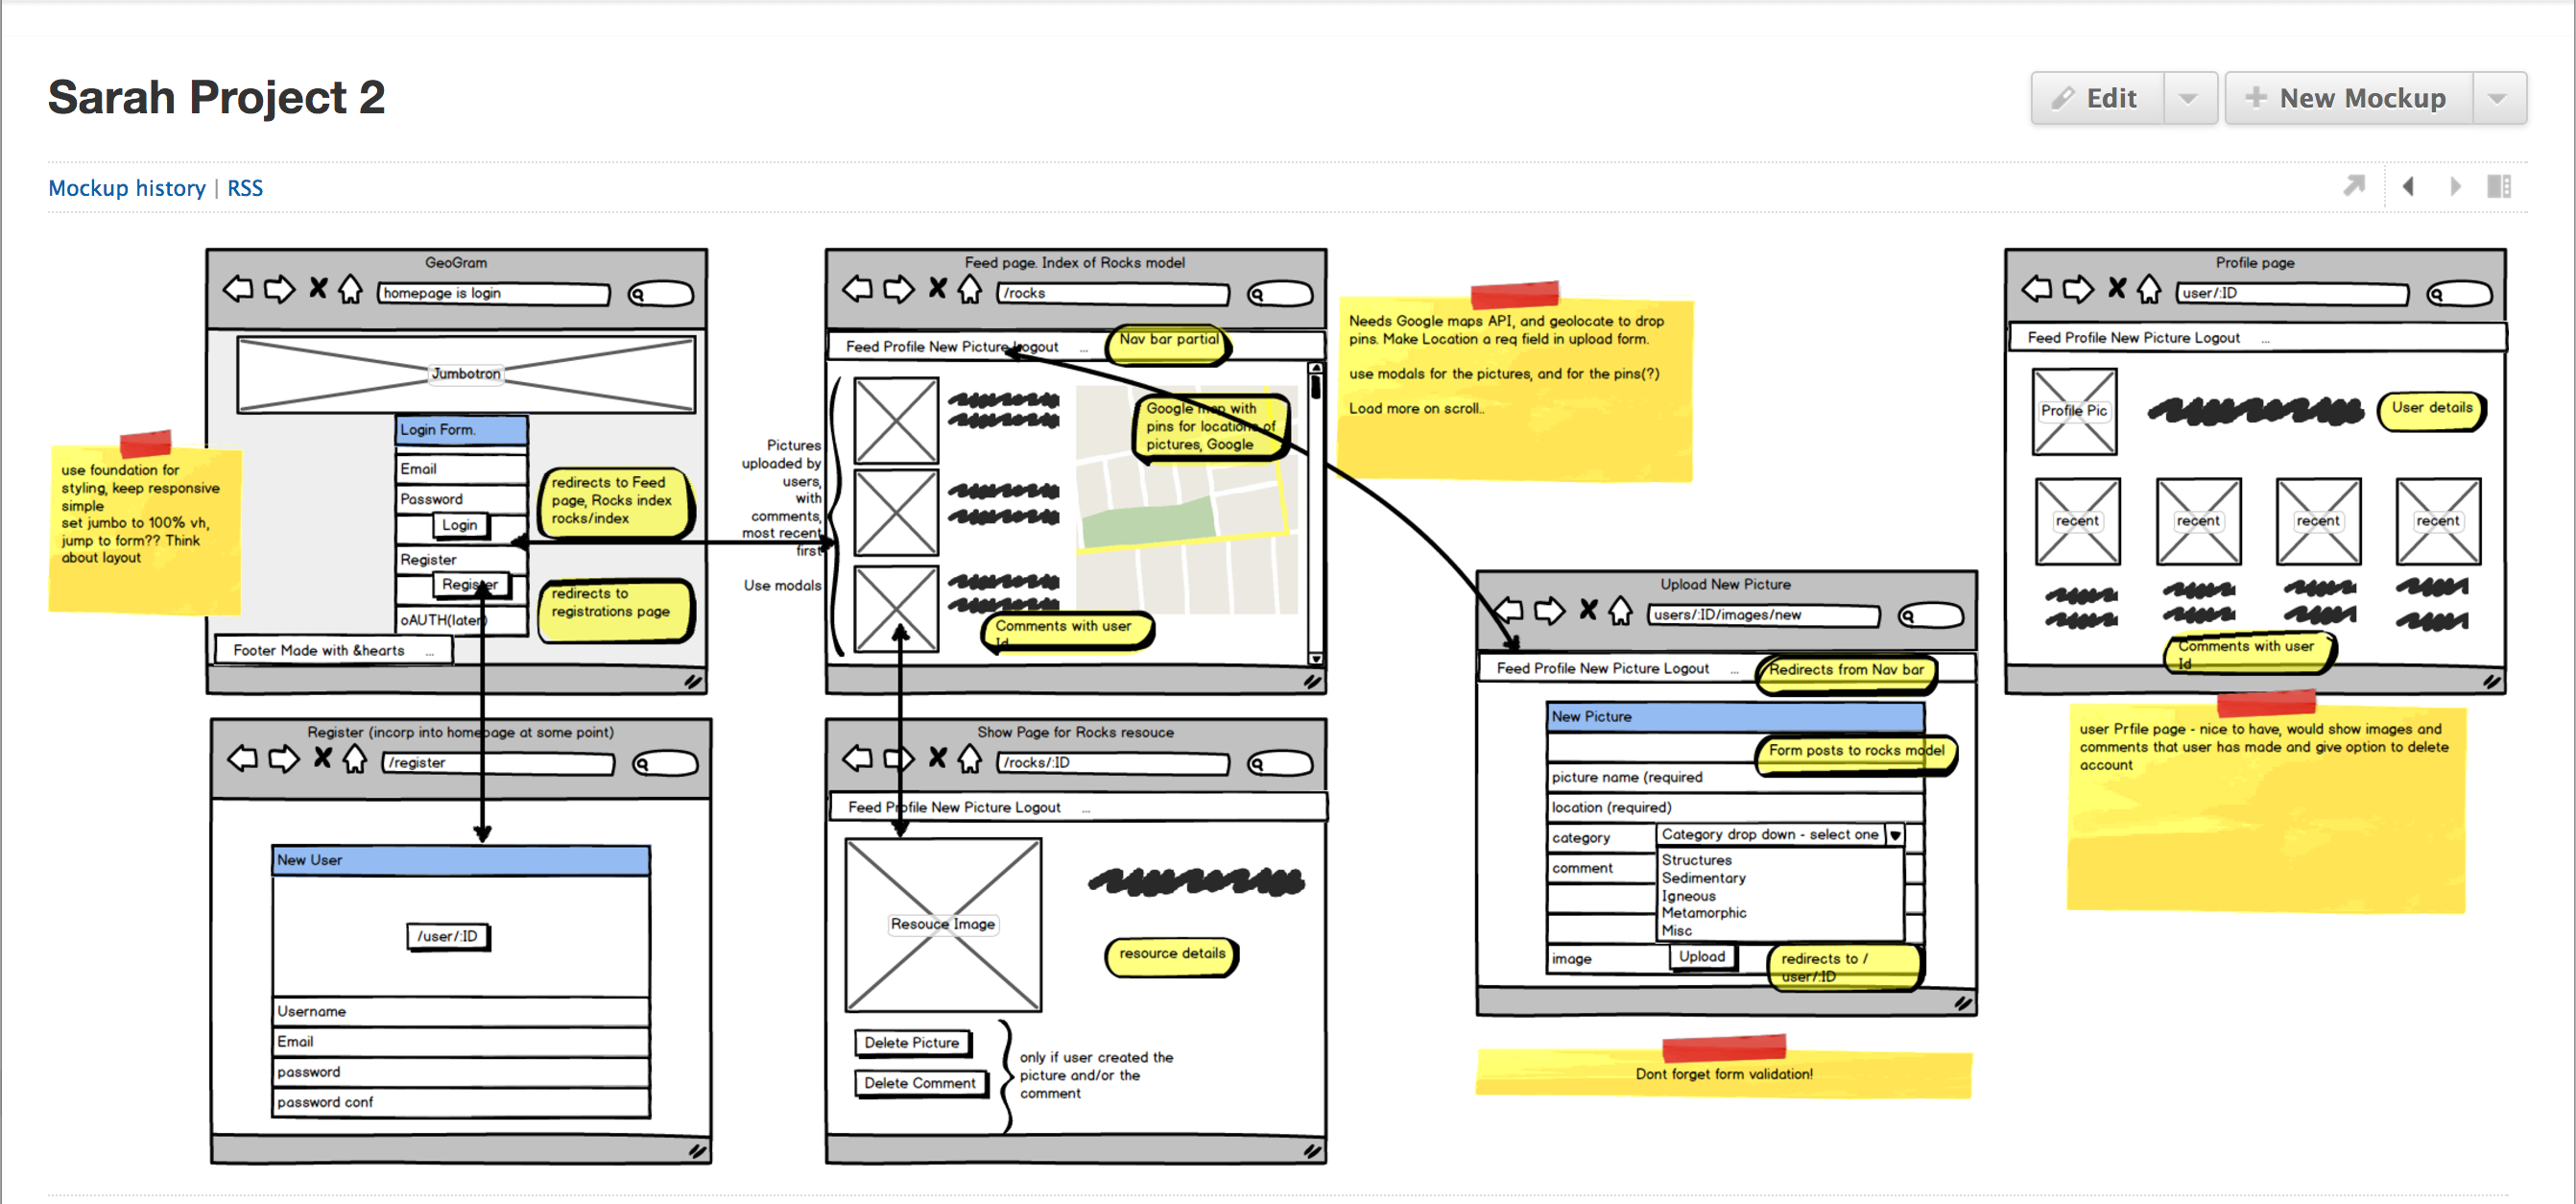 Sarah Project 2
Edit
New Mockup
Mockup history | RSS
GeoGram
homepage is login
Jumbotron
Login Form.
Email
Password
Login
Register
Register
oAUTH(later)
Footer Made with &hearts ...
use foundation for
styling, keep responsive
simple
set jumbo to 100% vh,
jump to form?? Think
about layout
redirects to Feed
page, Rocks index
rocks/index
redirects to
registrations page
Pictures
uploaded by
users,
with
comments,
most recent
first
Use modals
Feed page. Index of Rocks model
/rocks
Feed Profile New Picture Logout ...
Nav bar partial
Google map with
pins for locations of
pictures, Google
Comments with user
Id
Needs Google maps API, and geolocate to drop
pins. Make Location a req field in upload form.
use modals for the pictures, and for the pins(?)
Load more on scroll..
Profile page
user/:ID
Feed Profile New Picture Logout ...
Profile Pic
User details
recent
recent
recent
recent
Comments with user
Id
user Prfile page - nice to have, would show images and
comments that user has made and give option to delete
account
Register (incorp into homepage at some point)
/register
New User
/user/:ID
Username
Email
password
password conf
Show Page for Rocks resouce
/rocks/:ID
Feed Profile New Picture Logout ...
Resouce Image
resource details
Delete Picture
Delete Comment
only if user created the
picture and/or the
comment
Upload New Picture
users/:ID/images/new
Feed Profile New Picture Logout ...
Redirects from Nav bar
New Picture
Form posts to rocks model
picture name (required
location (required)
category
Category drop down - select one
comment
Structures
Sedimentary
Igneous
Metamorphic
Misc
image
Upload
redirects to /
user/:ID
Dont forget form validation!